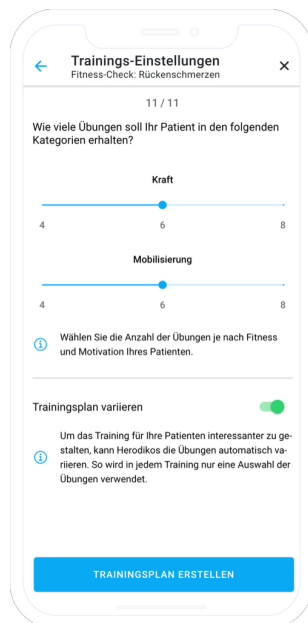 Trainings-Einstellungen
Fitness-Check: Rückenschmerzen
11 / 11
Wie viele Übungen soll Ihr Patient in den folgenden
Kategorien erhalten?
Kraft
4 6 8
Mobilisierung
4 6 8
Wählen Sie die Anzahl der Übungen je nach Fitness
und Motivation Ihres Patienten.
Trainingsplan variieren
Um das Training für Ihre Patienten interessanter zu ge-
stalten, kann Herodikos die Übungen automatisch va-
riieren. So wird in jedem Training nur eine Auswahl der
Übungen verwendet.
TRAININGSPLAN ERSTELLEN